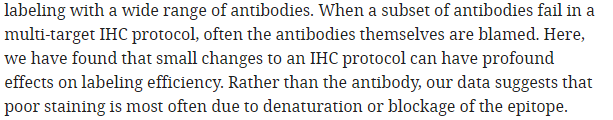 labeling with a wide range of antibodies. When a subset of antibodies fail in a
multi-target IHC protocol, often the antibodies themselves are blamed. Here,
we have found that small changes to an IHC protocol can have profound
effects on labeling efficiency. Rather than the antibody, our data suggests that
poor staining is most often due to denaturation or blockage of the epitope.